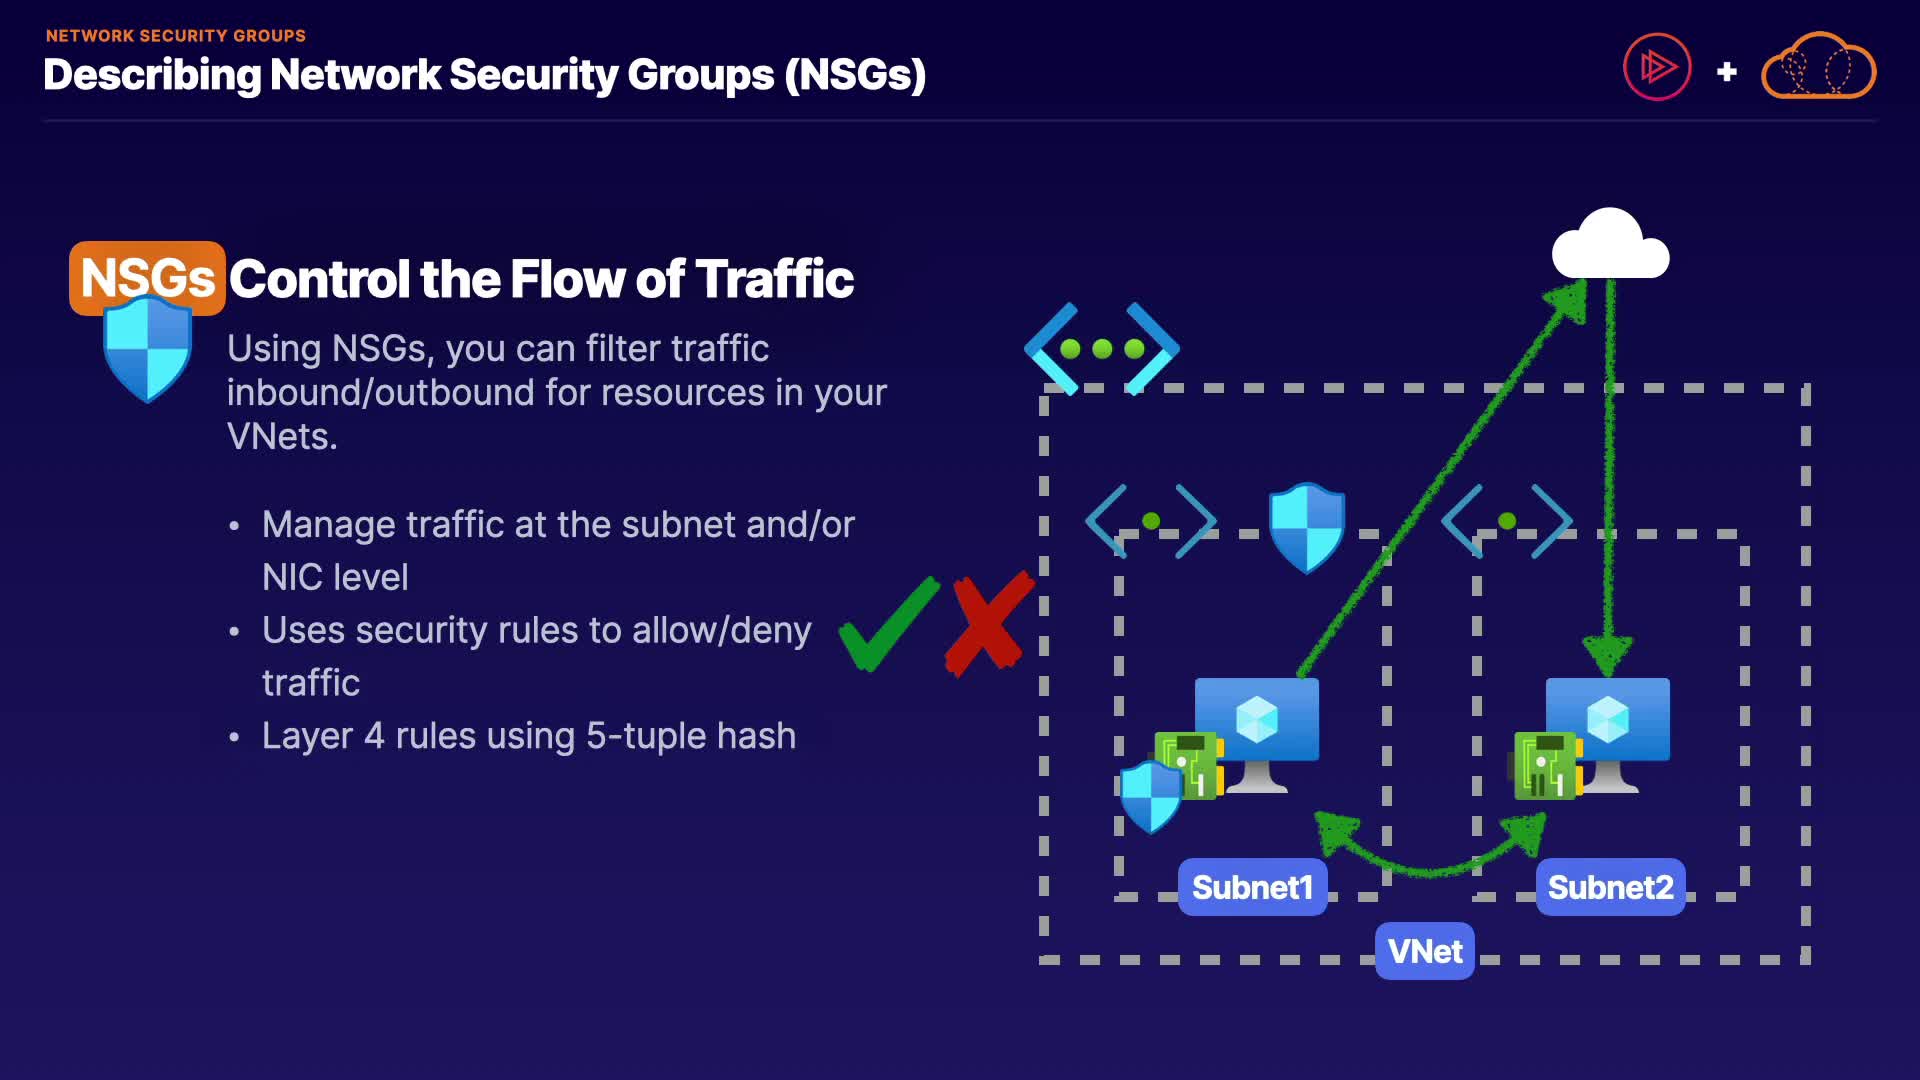 NETWORK SECURITY GROUPS
Describing Network Security Groups (NSGs)
NSGs Control the Flow of Traffic
Using NSGs, you can filter traffic
inbound/outbound for resources in your
VNets.
• Manage traffic at the subnet and/or
NIC level
• Uses security rules to allow/deny
traffic
• Layer 4 rules using 5-tuple hash
Subnet1
Subnet2
VNet